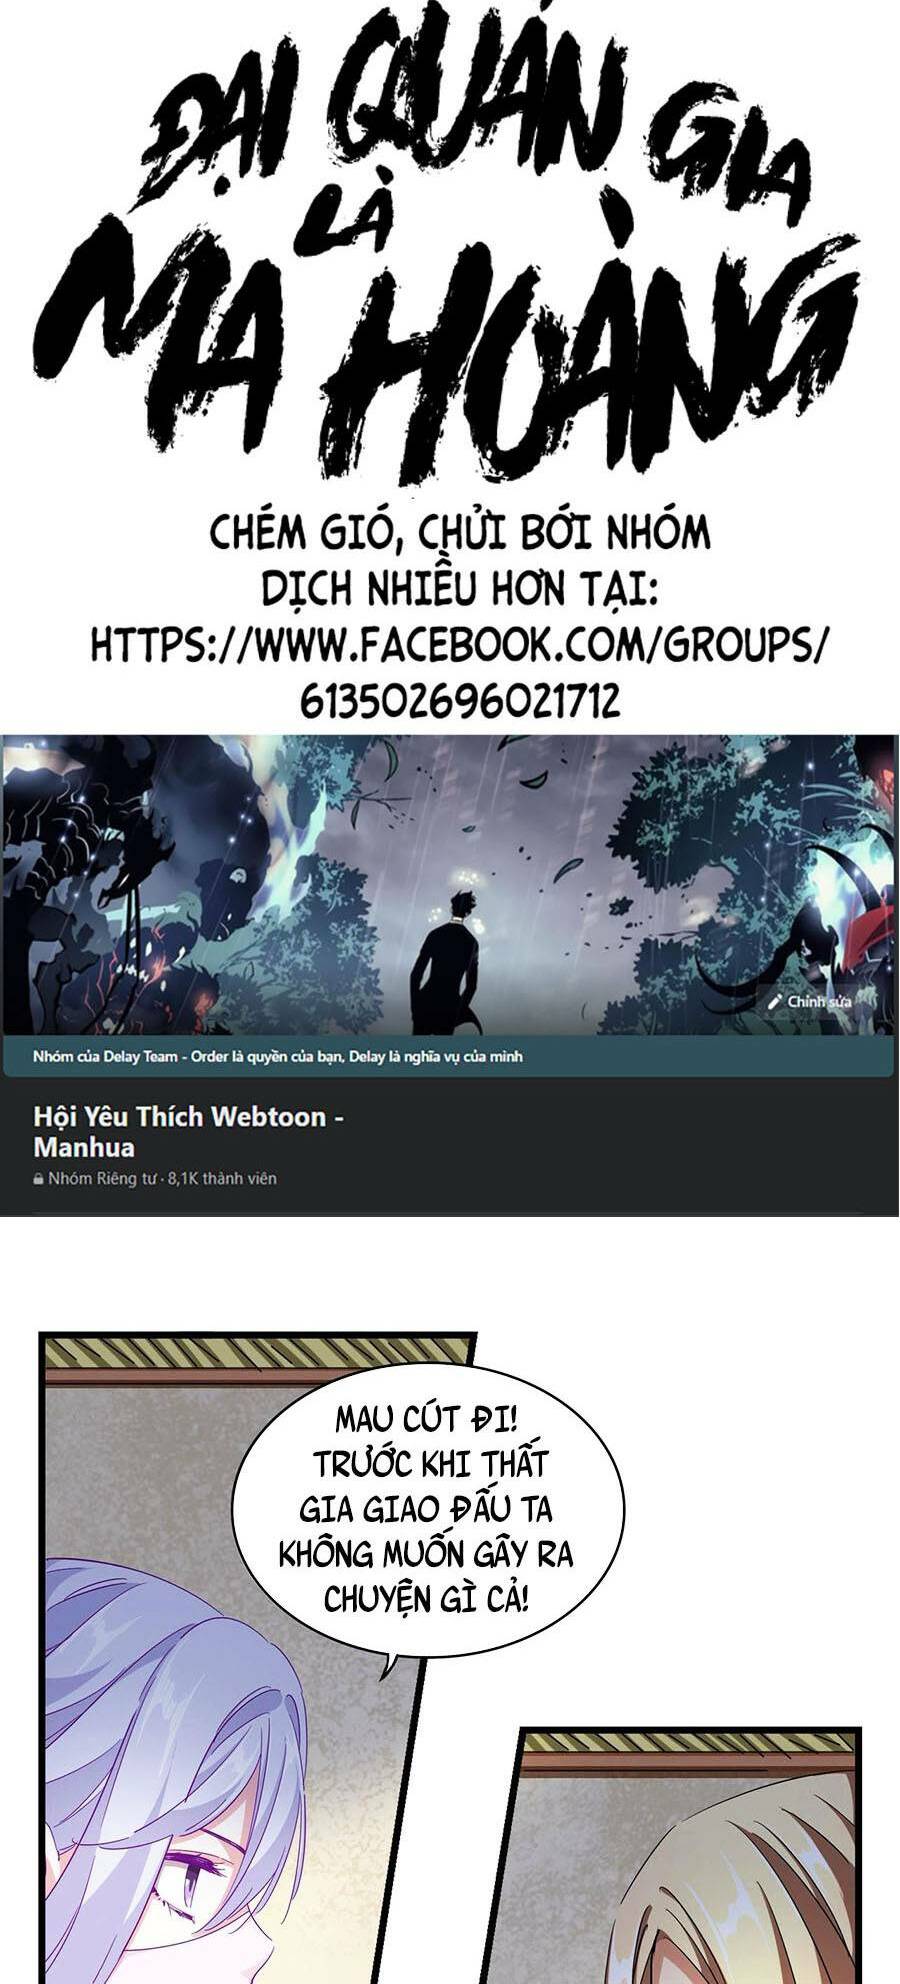 ĐẠI QUẢN GIA
LÀ
MA HOÀNG
CHÉM GIÓ, CHỬI BỚI NHÓM
DỊCH NHIỀU HƠN TẠI:
HTTPS://WWW.FACEBOOK.COM/GROUPS/
613502696021712
Chỉnh sửa
Nhóm của Delay Team - Order là quyền của bạn, Delay là nghĩa vụ của mình
Hội Yêu Thích Webtoon -
Manhua
Nhóm Riêng tư · 8,1K thành viên
MAU CÚT ĐI!
TRƯỚC KHI THẤT
GIA GIAO ĐẤU TA
KHÔNG MUỐN GÂY RA
CHUYỆN GÌ CẢ!